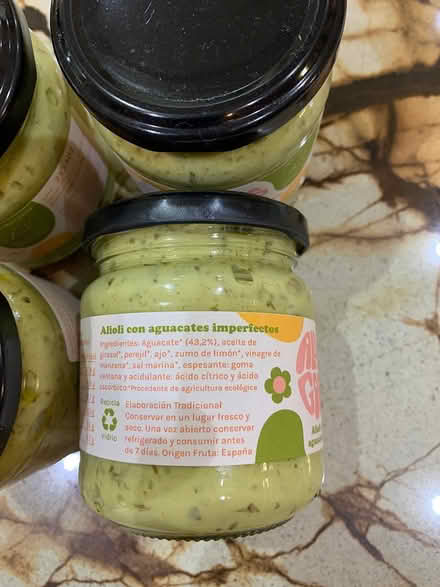 Alioli con aguacates imperfectos
Ingredientes: Aguacate* (43,2%), aceite de
girasol*, perejil*, ajo*, zumo de limón*, vinagre de
manzana*, sal marina*, espesante: goma
xantana y acidulante: ácido cítrico y ácido
ascórbico *Procedente de agricultura ecológica
Recicla
Vidrio
Elaboración Tradicional
Conservar en un lugar fresco y
seco. Una vez abierto conservar
refrigerado y consumir antes
de 7 días. Origen Fruta: España